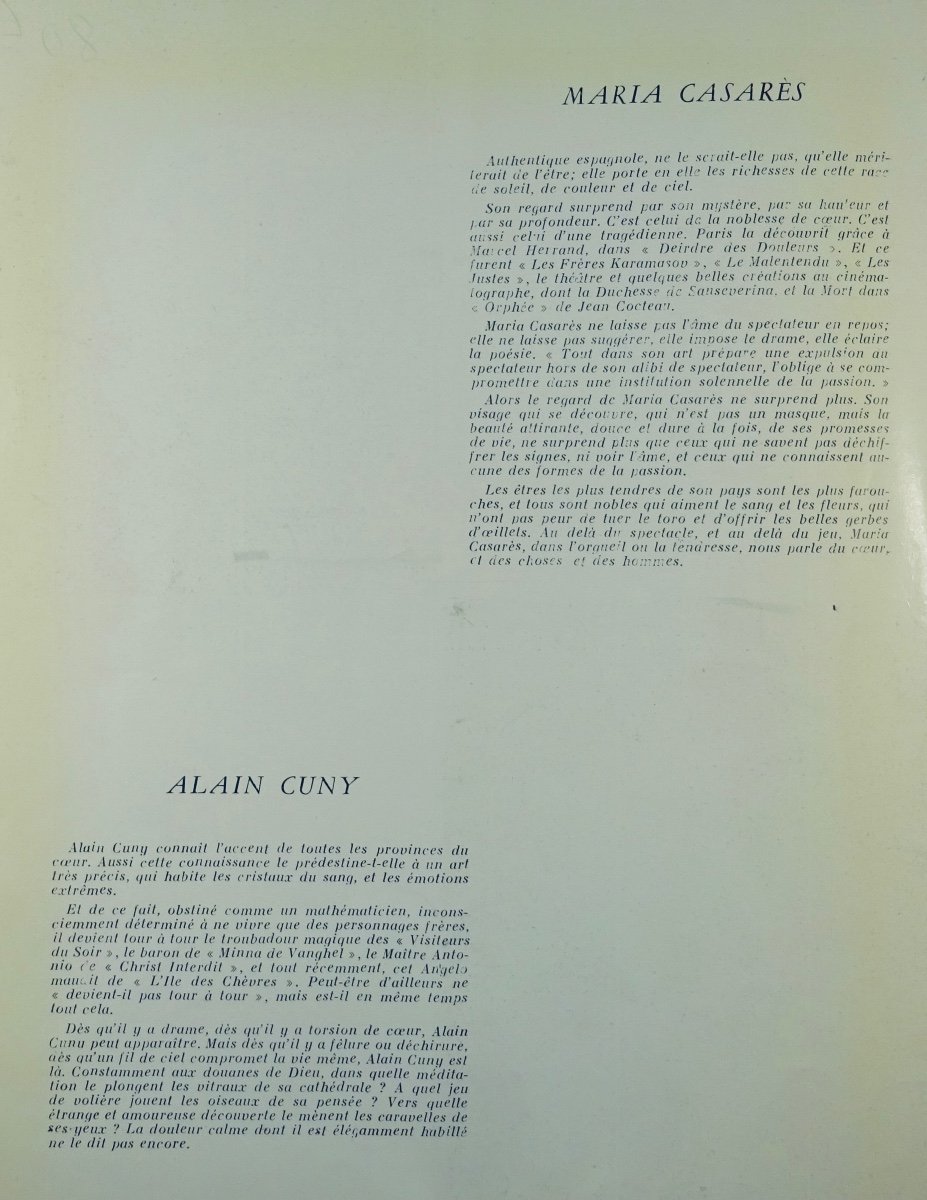 MARIA CASARÈS
Authentique espagnole, ne le serait-elle pas, qu'elle méri-
terait de l'être; elle porte en elle les richesses de cette race
de soleil, de couleur et de ciel.
Son regard surprend par son mystère, par sa hauteur et
par sa profondeur. C'est celui de la noblesse de cœur. C'est
aussi celui d'une tragédienne. Paris la découvrit grâce à
Marcel Herrand, dans « Deirdre des Douleurs ». Et ce
furent « Les Frères Karamasov », « Le Malentendu », « Les
Justes », le théâtre et quelques belles créations au cinéma-
tographe, dont la Duchesse de Sanseverina, et la Mort dans
« Orphée » de Jean Cocteau.
Maria Casarès ne laisse pas l'âme du spectateur en repos;
elle ne laisse pas suggérer, elle impose le drame, elle éclaire
la poésie. « Tout dans son art prépare une expulsion au
spectateur hors de son alibi de spectateur, l'oblige à se com-
promettre dans une institution solennelle de la passion. »
Alors le regard de Maria Casarès ne surprend plus. Son
visage qui se découvre, qui n'est pas un masque, mais la
beauté attirante, douce et dure à la fois, de ses promesses
de vie, ne surprend plus que ceux qui ne savent pas déchif-
frer les signes, ni voir l'âme, et ceux qui ne connaissent au-
cune des formes de la passion.
Les êtres les plus tendres de son pays sont les plus farou-
ches, et tous sont nobles qui aiment le sang et les fleurs, qui
n'ont pas peur de tuer le toro et d'offrir les belles gerbes
d'œillets. Au delà du spectacle, et au delà du jeu, Maria
Casarès, dans l'orgueil ou la tendresse, nous parle du cœur,
et des choses et des hommes.
ALAIN CUNY
Alain Cuny connaît l'accent de toutes les provinces du
cœur. Aussi cette connaissance le prédestine-t-elle à un art
très précis, qui habite les cristaux du sang, et les émotions
extrêmes.
Et de ce fait, obstiné comme un mathématicien, incons-
ciemment déterminé à ne vivre que des personnages frères,
il devient tour à tour le troubadour magique des « Visiteurs
du Soir », le baron de « Minna de Vanghel », le Maître Anto-
nio de « Christ Interdit », et tout récemment, cet Angelo
maudit de « L'Ile des Chèvres ». Peut-être d'ailleurs ne
« devient-il pas tour à tour », mais est-il en même temps
tout cela.
Dès qu'il y a drame, dès qu'il y a torsion de cœur, Alain
Cuny peut apparaître. Mais dès qu'il y a fêlure ou déchirure,
dès qu'un fil de ciel compromet la vie même, Alain Cuny est
là. Constamment aux douanes de Dieu, dans quelle médita-
tion le plongent les vitraux de sa cathédrale ? A quel jeu
de volière jouent les oiseaux de sa pensée ? Vers quelle
étrange et amoureuse découverte le mènent les caravelles de
ses yeux ? La douleur calme dont il est élégamment habillé
ne le dit pas encore.